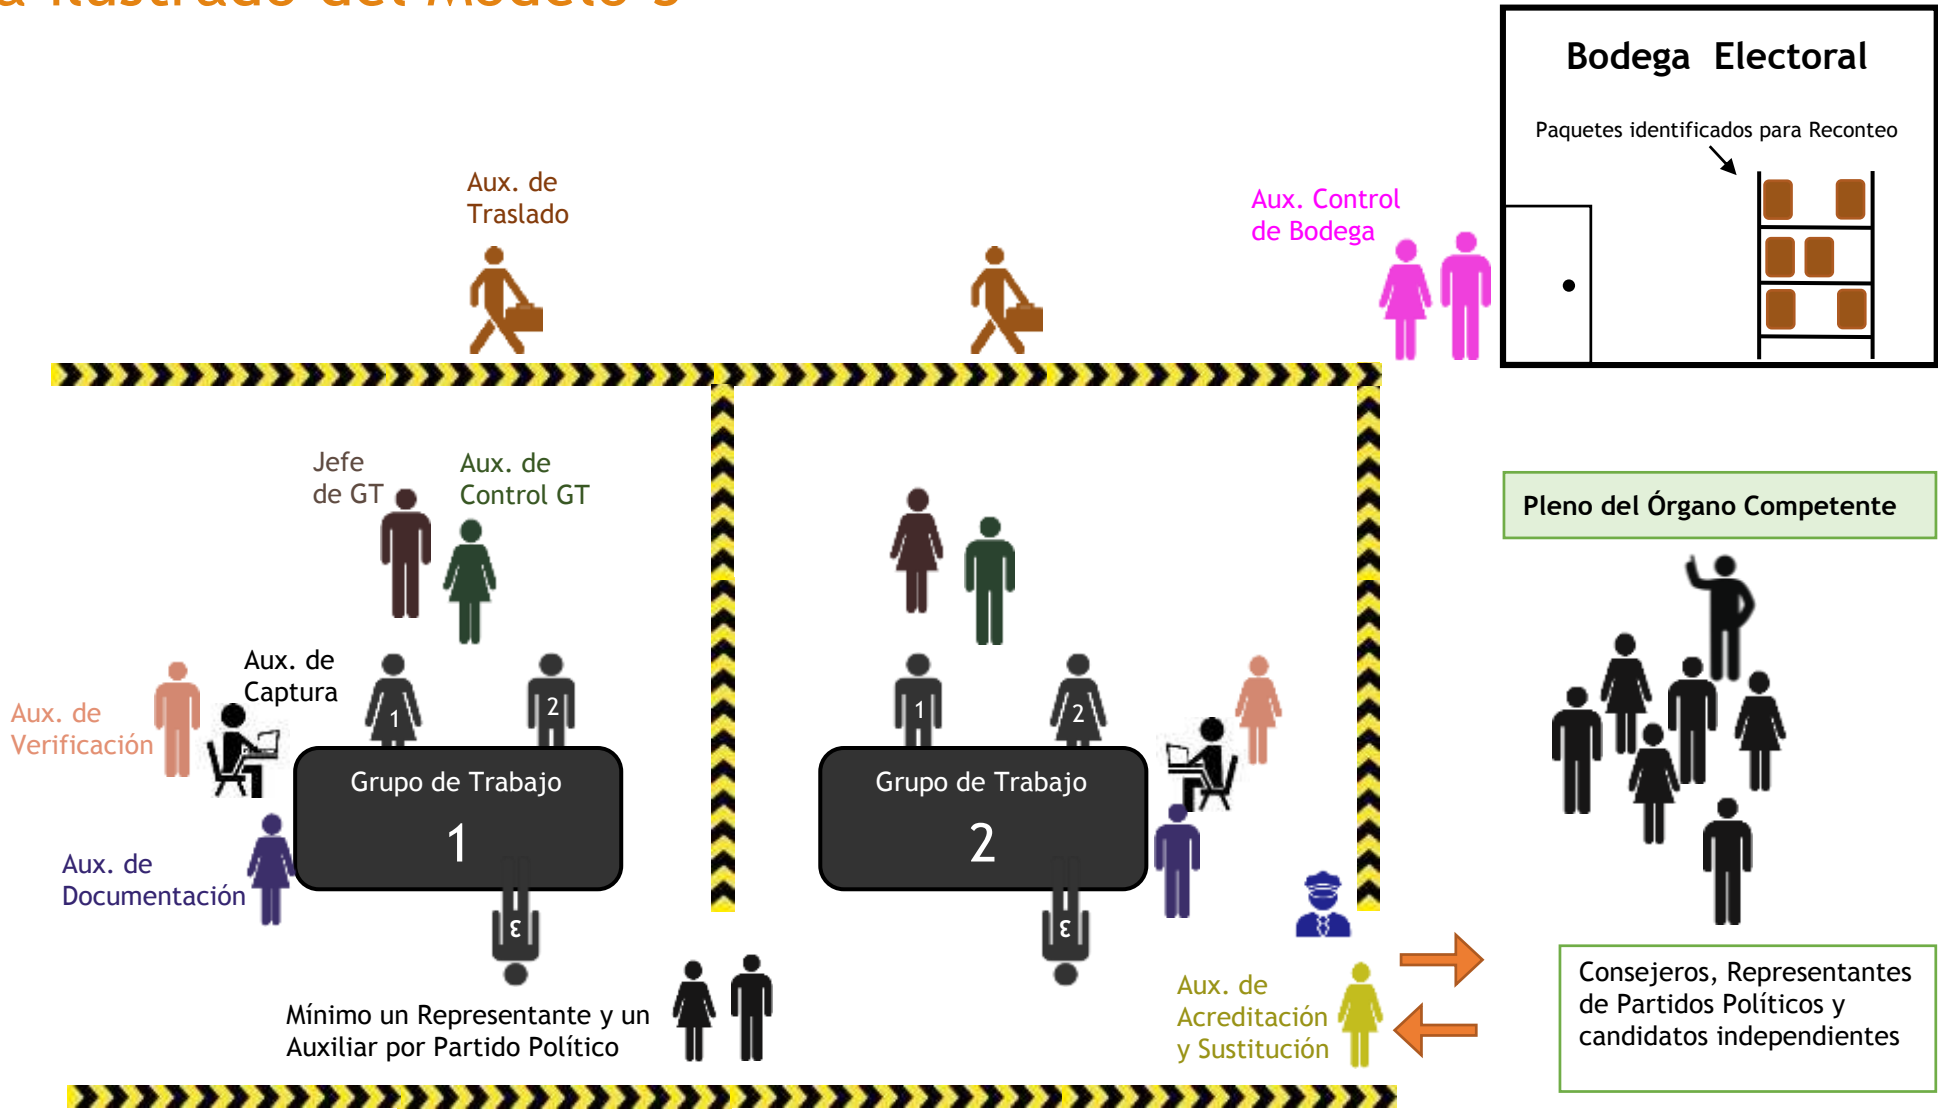 Ilustrado del Modelo
Bodega Electoral
Paquetes identificados para Reconteo
Aux. de
Traslado
Aux. Control
de Bodega
Jefe
de GT
Aux. de
Control GT
Pleno del Órgano Competente
Aux. de
Captura
Aux. de
Verificación
1
2
1
2
Grupo de Trabajo
1
Grupo de Trabajo
2
Aux. de
Documentación
3
3
Mínimo un Representante y un
Auxiliar por Partido Político
Aux. de
Acreditación
y Sustitución
Consejeros, Representantes
de Partidos Políticos y
candidatos independientes